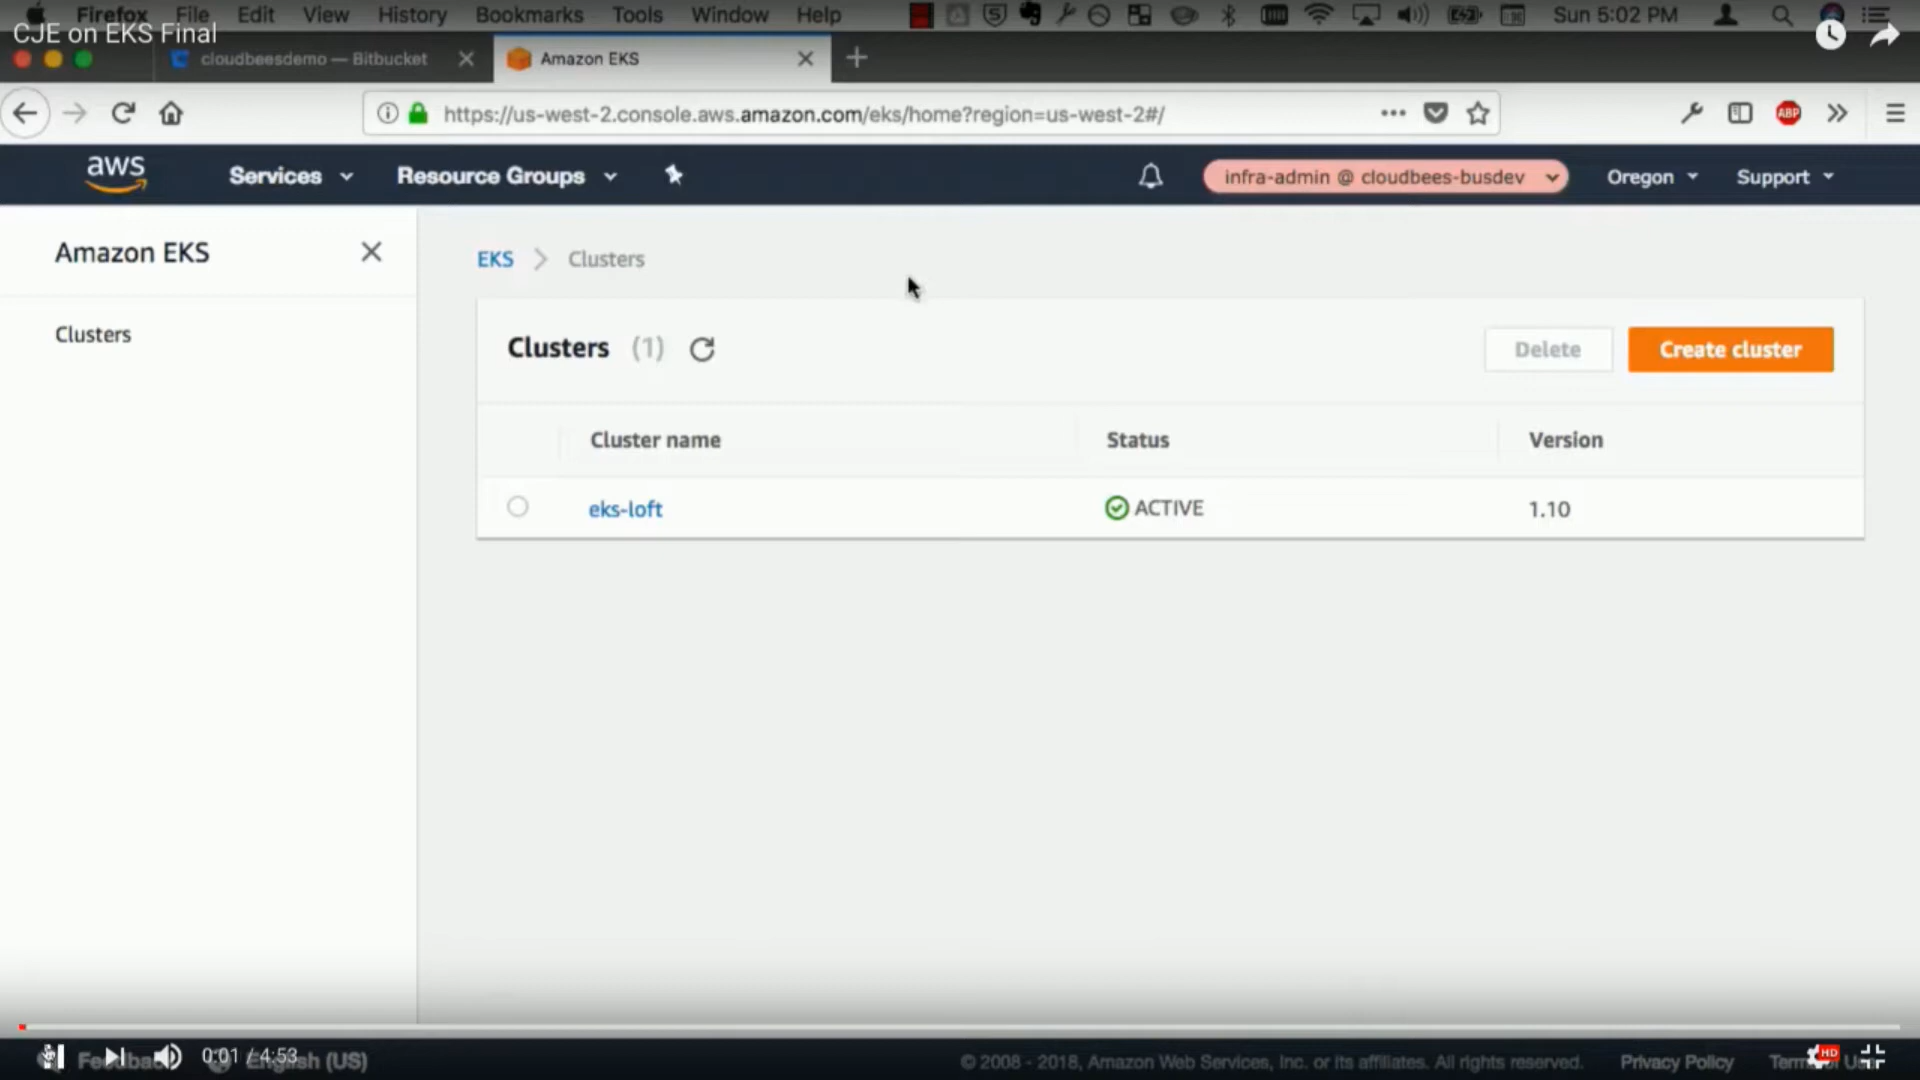 Firefox File Edit View History Bookmarks Tools Window Help Sun 5:02 PM
CJE on EKS Final
cloudbeesdemo — Bitbucket
Amazon EKS
https://us-west-2.console.aws.amazon.com/eks/home?region=us-west-2#/
ABP
aws Services Resource Groups infra-admin @ cloudbees-busdev Oregon Support
Amazon EKS
Clusters
EKS Clusters
Clusters (1) Delete Create cluster
Cluster name Status Version
eks-loft ACTIVE 1.10
0:01 / 4:53
English (US)
© 2008 - 2018, Amazon Web Services, Inc. or its affiliates. All rights reserved. Privacy Policy
HD